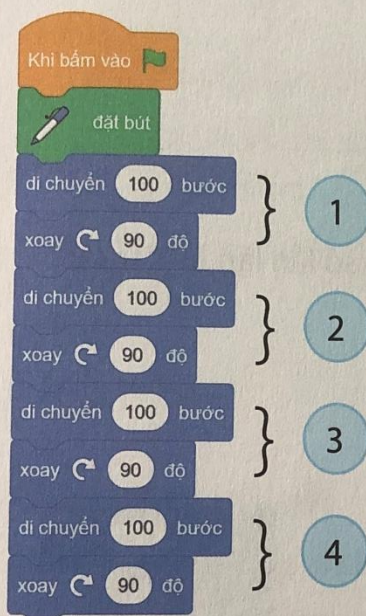 Khi bấm vào
đặt bút
di chuyển 100 bước
xoay 90 độ
1
di chuyển 100 bước
xoay 90 độ
2
di chuyển 100 bước
xoay 90 độ
3
di chuyển 100 bước
xoay 90 độ
4